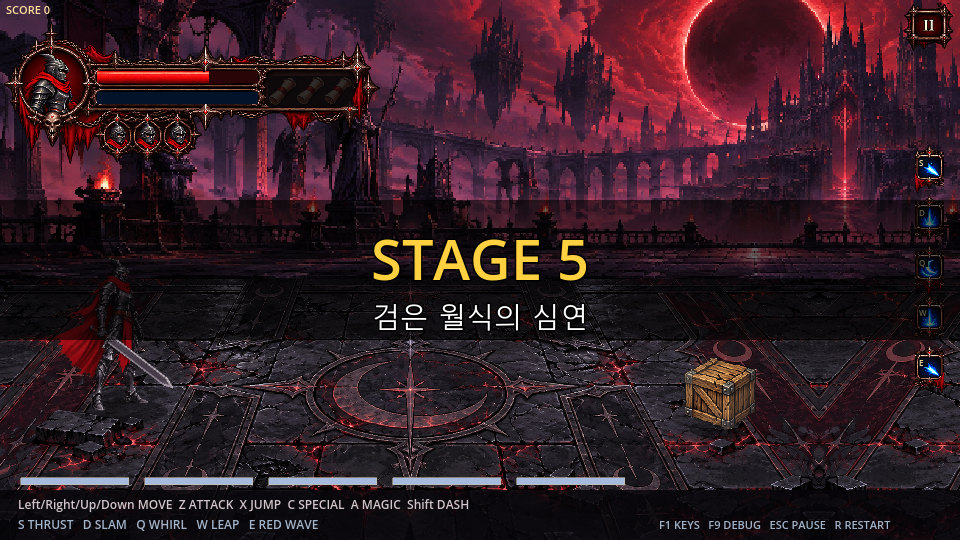 SCORE 0
S
D
Q
W
E
STAGE 5
검은 월식의 심연
Left/Right/Up/Down MOVE Z ATTACK X JUMP C SPECIAL A MAGIC Shift DASH
S THRUST D SLAM Q WHIRL W LEAP E RED WAVE
F1 KEYS F9 DEBUG ESC PAUSE R RESTART